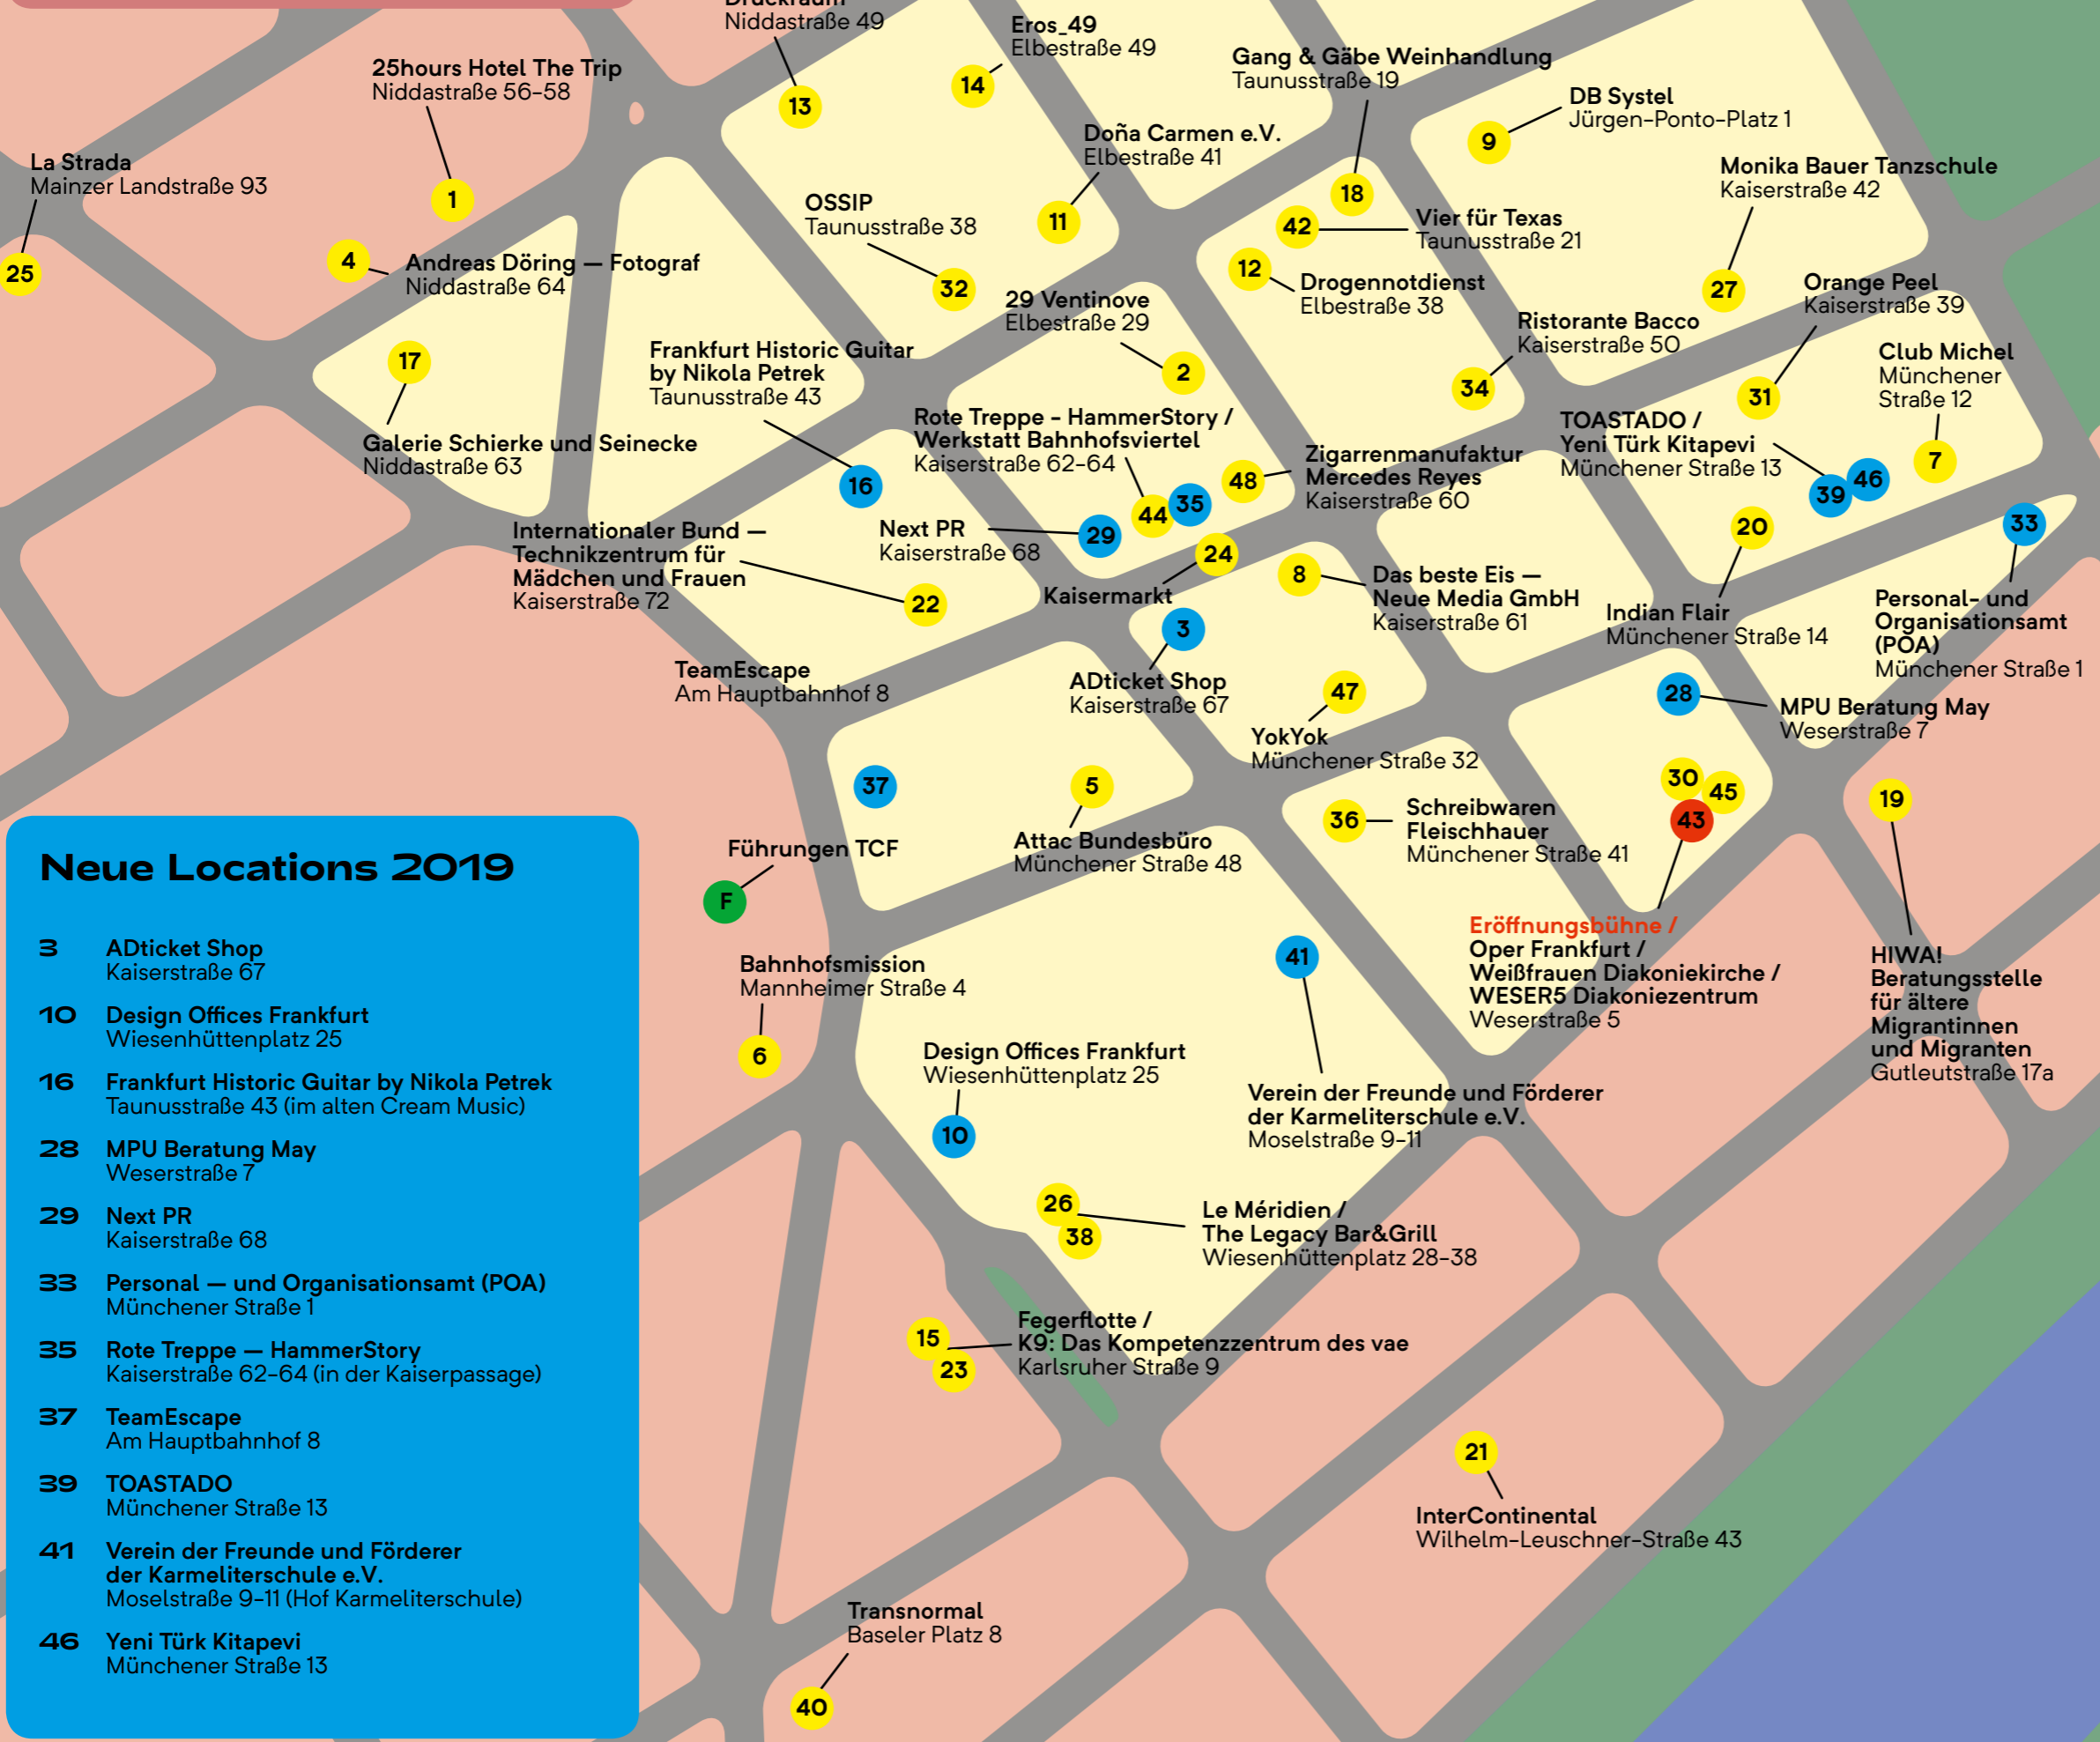 Druckraum
Niddastraße 49
13
Eros_49
Elbestraße 49
14
25hours Hotel The Trip
Niddastraße 56-58
1
Gang & Gäbe Weinhandlung
Taunusstraße 19
18
DB Systel
Jürgen-Ponto-Platz 1
9
Doña Carmen e.V.
Elbestraße 41
11
La Strada
Mainzer Landstraße 93
25
Monika Bauer Tanzschule
Kaiserstraße 42
27
OSSIP
Taunusstraße 38
32
42
Vier für Texas
Taunusstraße 21
4
Andreas Döring — Fotograf
Niddastraße 64
12
Drogennotdienst
Elbestraße 38
Orange Peel
Kaiserstraße 39
31
29 Ventinove
Elbestraße 29
2
Ristorante Bacco
Kaiserstraße 50
34
17
Galerie Schierke und Seinecke
Niddastraße 63
Frankfurt Historic Guitar
by Nikola Petrek
Taunusstraße 43
16
Club Michel
Münchener
Straße 12
7
Rote Treppe - HammerStory /
Werkstatt Bahnhofsviertel
Kaiserstraße 62-64
44
35
TOASTADO /
Yeni Türk Kitapevi
Münchener Straße 13
39
46
48
Zigarrenmanufaktur
Mercedes Reyes
Kaiserstraße 60
Internationaler Bund —
Technikzentrum für
Mädchen und Frauen
Kaiserstraße 72
22
Next PR
Kaiserstraße 68
29
24
Kaisermarkt
20
Indian Flair
Münchener Straße 14
33
Personal- und
Organisationsamt
(POA)
Münchener Straße 1
8
Das beste Eis —
Neue Media GmbH
Kaiserstraße 61
3
ADticket Shop
Kaiserstraße 67
TeamEscape
Am Hauptbahnhof 8
37
47
YokYok
Münchener Straße 32
28
MPU Beratung May
Weserstraße 7
5
Attac Bundesbüro
Münchener Straße 48
36
Schreibwaren
Fleischhauer
Münchener Straße 41
30
45
43
Eröffnungsbühne /
Oper Frankfurt /
Weißfrauen Diakoniekirche /
WESER5 Diakoniezentrum
Weserstraße 5
19
HIWA!
Beratungsstelle
für ältere
Migrantinnen
und Migranten
Gutleutstraße 17a
Führungen TCF
F
Bahnhofsmission
Mannheimer Straße 4
6
41
Verein der Freunde und Förderer
der Karmeliterschule e.V.
Moselstraße 9-11
Design Offices Frankfurt
Wiesenhüttenplatz 25
10
26
38
Le Méridien /
The Legacy Bar&Grill
Wiesenhüttenplatz 28-38
15
23
Fegerflotte /
K9: Das Kompetenzzentrum des vae
Karlsruher Straße 9
21
InterContinental
Wilhelm-Leuschner-Straße 43
Transnormal
Baseler Platz 8
40
Neue Locations 2019
3 ADticket Shop
Kaiserstraße 67
10 Design Offices Frankfurt
Wiesenhüttenplatz 25
16 Frankfurt Historic Guitar by Nikola Petrek
Taunusstraße 43 (im alten Cream Music)
28 MPU Beratung May
Weserstraße 7
29 Next PR
Kaiserstraße 68
33 Personal — und Organisationsamt (POA)
Münchener Straße 1
35 Rote Treppe — HammerStory
Kaiserstraße 62-64 (in der Kaiserpassage)
37 TeamEscape
Am Hauptbahnhof 8
39 TOASTADO
Münchener Straße 13
41 Verein der Freunde und Förderer
der Karmeliterschule e.V.
Moselstraße 9-11 (Hof Karmeliterschule)
46 Yeni Türk Kitapevi
Münchener Straße 13